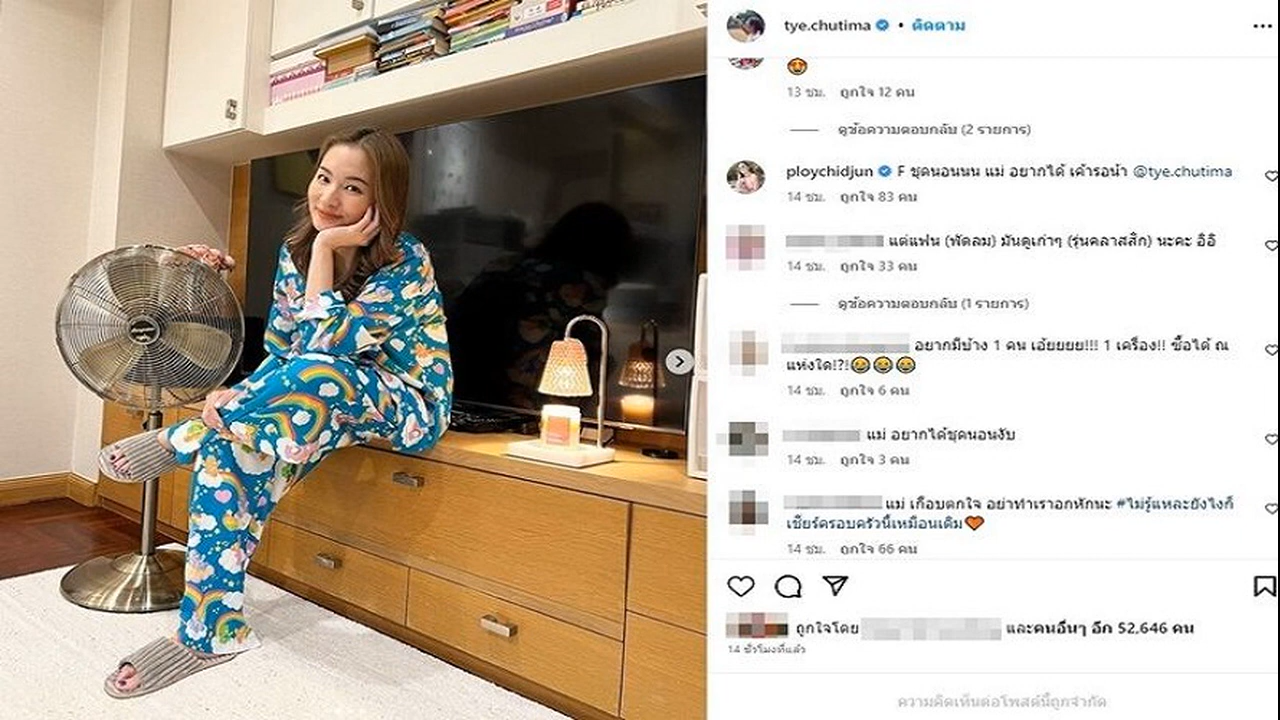 tye.chutima • ติดตาม
13 ชม. ถูกใจ 12 คน
ดูข้อความตอบกลับ (2 รายการ)
ploychidjun F ชุดนอนนน แม่ อยากได้ เค้ารอน้า @tye.chutima
14 ชม. ถูกใจ 83 คน
แต่แฟน (พัดลม) มันดูเก่าๆ (รุ่นคลาสสิ๊ก) นะคะ อิอิ
14 ชม. ถูกใจ 33 คน
ดูข้อความตอบกลับ (1 รายการ)
อยากมีบ้าง 1 คน เอ้ยยยย!!! 1 เครื่อง!! ซื้อได้ ณ
แห่งใด!?!😂😂😂
14 ชม. ถูกใจ 6 คน
แม่ อยากได้ชุดนอนงับ
14 ชม. ถูกใจ 3 คน
แม่ เกือบตกใจ อย่าทำเราอกหักนะ #ไม่รู้แหละยังไงก็
เชียร์ครอบครัวนี้เหมือนเดิม🧡
14 ชม. ถูกใจ 66 คน
ถูกใจโดย และคนอื่นๆ อีก 52,646 คน
14 ชั่วโมงที่แล้ว
ความคิดเห็นต่อโพสต์นี้ถูกจำกัด